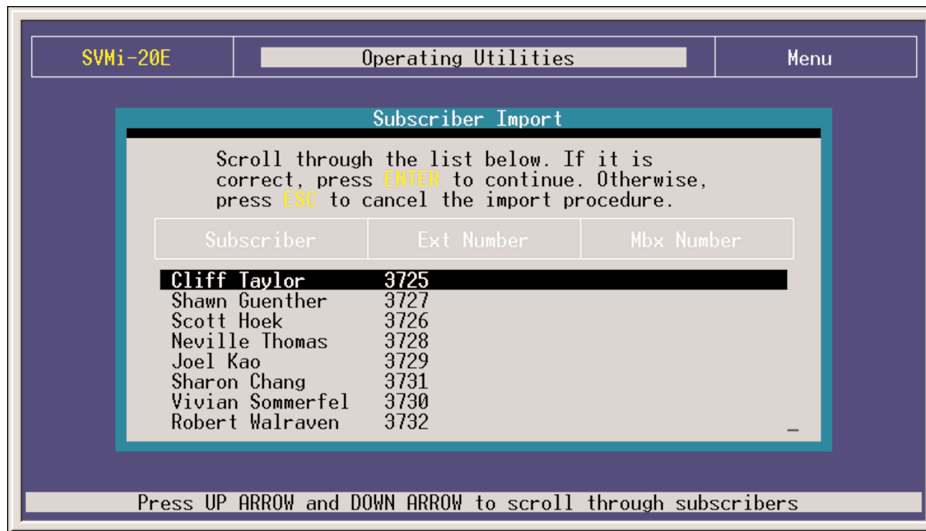 SVMi-20E Operating Utilities Menu
Subscriber Import
Scroll through the list below. If it is
correct, press ENTER to continue. Otherwise,
press ESC to cancel the import procedure.
Subscriber Ext Number Mbx Number
Cliff Taylor 3725
Shawn Guenther 3727
Scott Hoek 3726
Neville Thomas 3728
Joel Kao 3729
Sharon Chang 3731
Vivian Sommerfel 3730
Robert Walraven 3732
Press UP ARROW and DOWN ARROW to scroll through subscribers